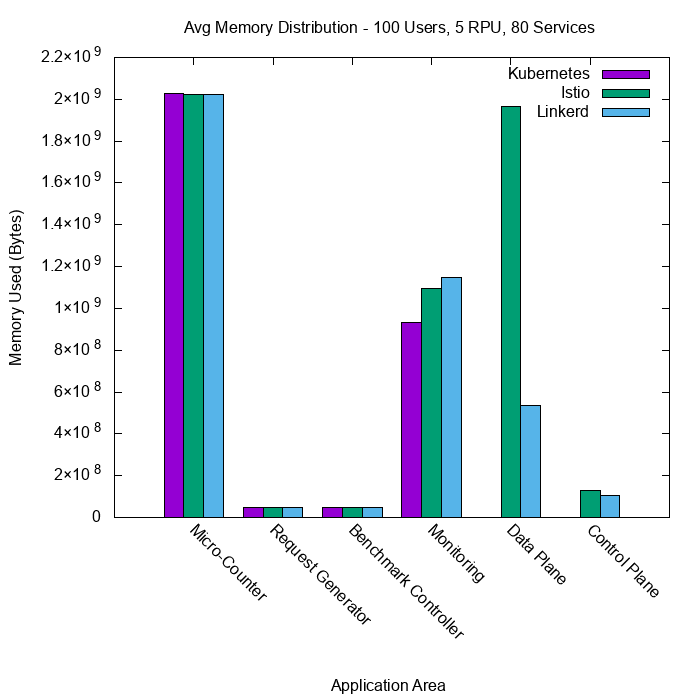 Avg Memory Distribution - 100 Users, 5 RPU, 80 Services
Kubernetes
Istio
Linkerd
Memory Used (Bytes)
2.2×10⁹
2×10⁹
1.8×10⁹
1.6×10⁹
1.4×10⁹
1.2×10⁹
1×10⁹
8×10⁸
6×10⁸
4×10⁸
2×10⁸
0
Micro-Counter
Request Generator
Benchmark Controller
Monitoring
Data Plane
Control Plane
Application Area